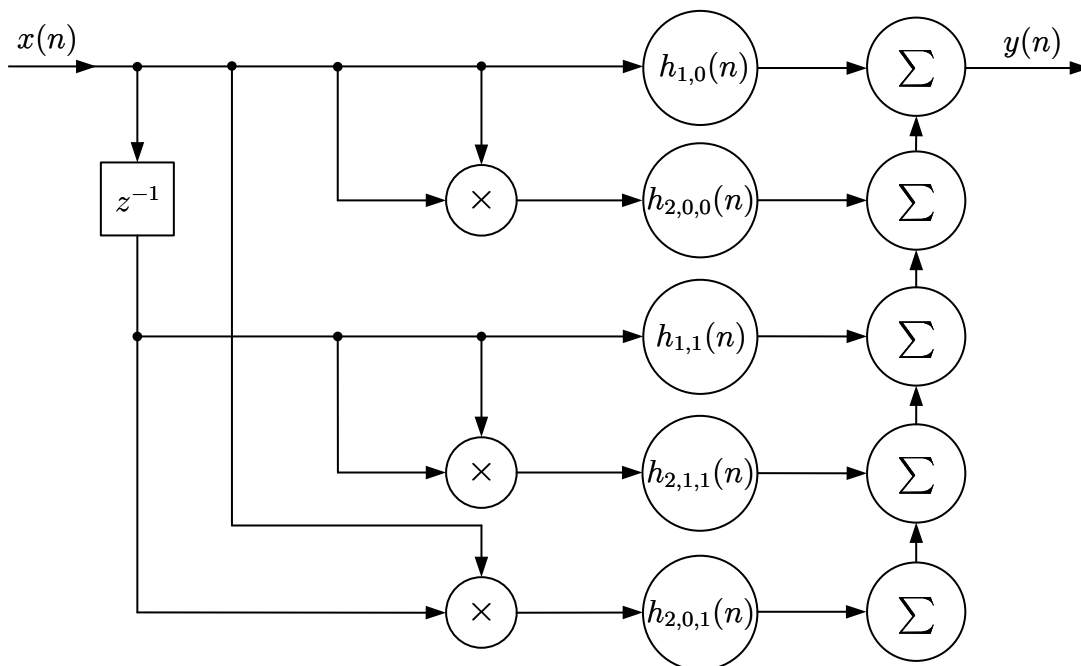 x(n)
h_{1,0}(n)
∑
y(n)
z^{-1}
×
h_{2,0,0}(n)
∑
h_{1,1}(n)
∑
×
h_{2,1,1}(n)
∑
×
h_{2,0,1}(n)
∑